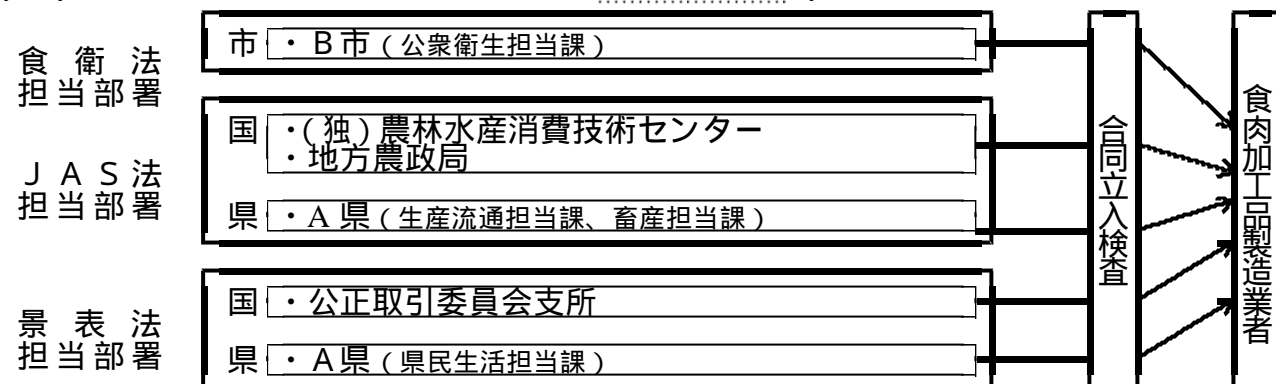 食衛法
担当部署
市 ・B市(公衆衛生担当課)
JAS法
担当部署
国 ・(独)農林水産消費技術センター
・地方農政局
県 ・A県(生産流通担当課、畜産担当課)
景表法
担当部署
国 ・公正取引委員会支所
県 ・A県(県民生活担当課)
合同立入検査
食肉加工品製造業者